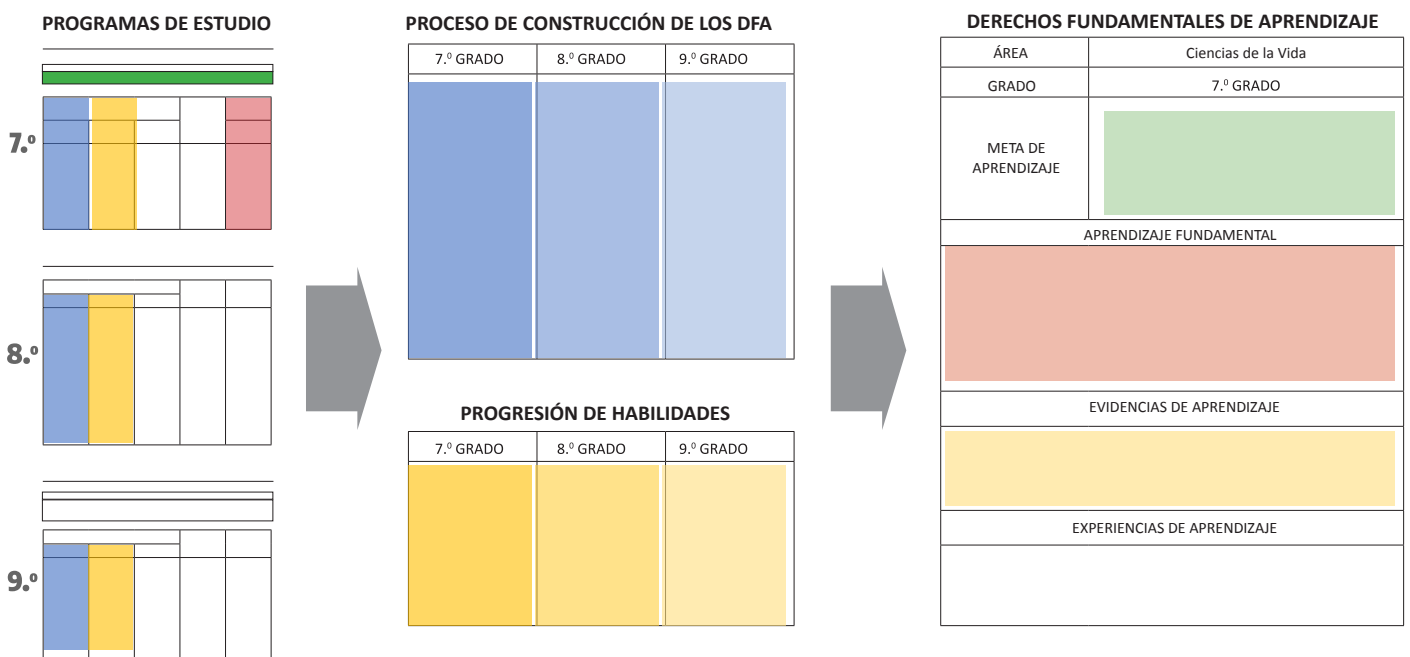 PROGRAMAS DE ESTUDIO
7.º
8.º
9.º
PROCESO DE CONSTRUCCIÓN DE LOS DFA
7.º GRADO
8.º GRADO
9.º GRADO
PROGRESIÓN DE HABILIDADES
7.º GRADO
8.º GRADO
9.º GRADO
DERECHOS FUNDAMENTALES DE APRENDIZAJE
ÁREA
Ciencias de la Vida
GRADO
7.º GRADO
META DE
APRENDIZAJE
APRENDIZAJE FUNDAMENTAL
EVIDENCIAS DE APRENDIZAJE
EXPERIENCIAS DE APRENDIZAJE